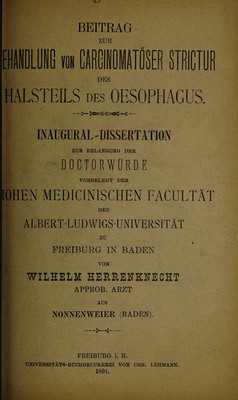 BEITRAG
ZUR
EHANDLUNG VON CARCINOMATÖSER STRICTUR
DES
HALSTEILS DES OESOPHAGUS.
INAUGURAL-DISSERTATION
ZUR ERLANGUNG DER
DOCTORWÜRDE
VORGELEGT DER
HOHEN MEDICINISCHEN FACULTÄT
DER
ALBERT-LUDWIGS-UNIVERSITÄT
ZU
FREIBURG IN BADEN
VON
WILHELM HERRENKNECHT
APPROB. ARZT
AUS
NONNENWEIER (BADEN).
FREIBURG i. B.
UNIVERSITÄTS-BUCHDRUCKEREI VON CHR. LEHMANN.
1891.